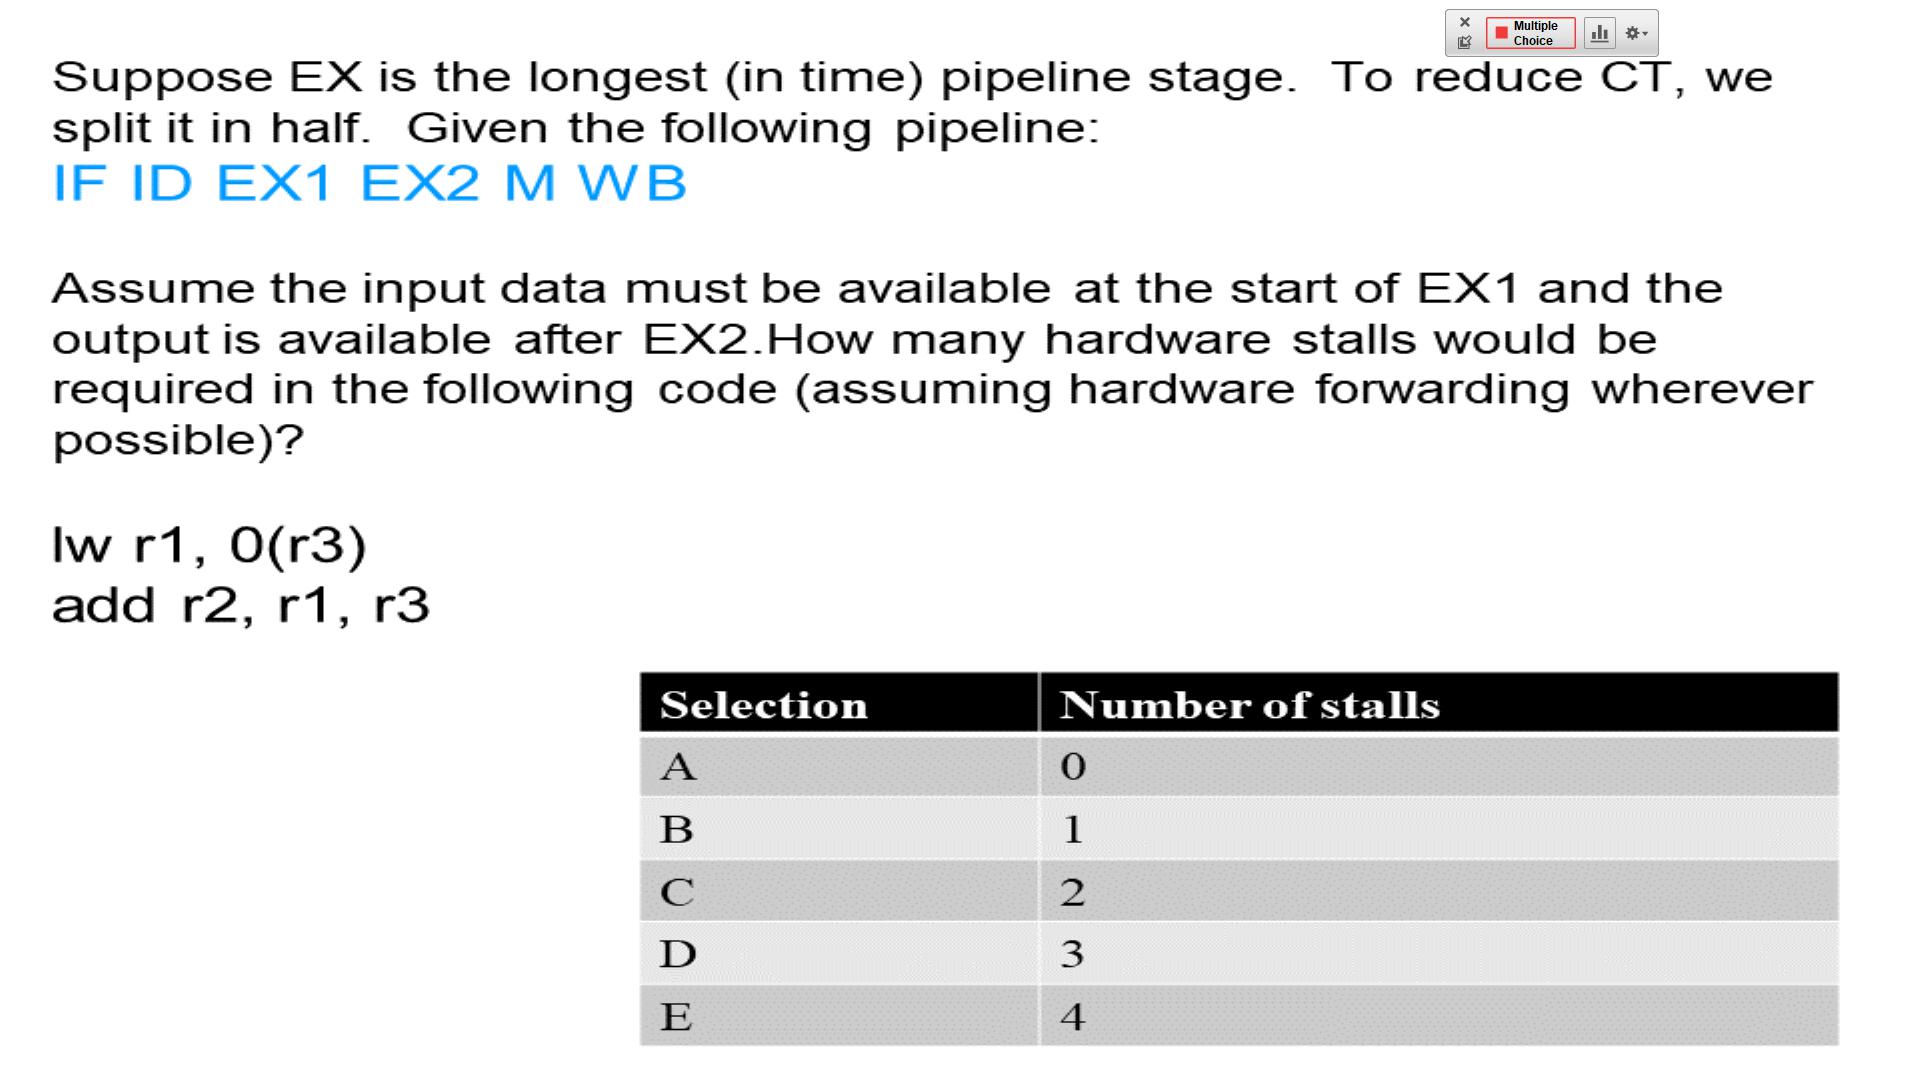 Multiple
Choice
Suppose EX is the longest (in time) pipeline stage. To reduce CT, we
split it in half. Given the following pipeline:
IF ID EX1 EX2 M WB
Assume the input data must be available at the start of EX1 and the
output is available after EX2.How many hardware stalls would be
required in the following code (assuming hardware forwarding wherever
possible)?
lw r1, 0(r3)
add r2, r1, r3
Selection Number of stalls
A 0
B 1
C 2
D 3
E 4